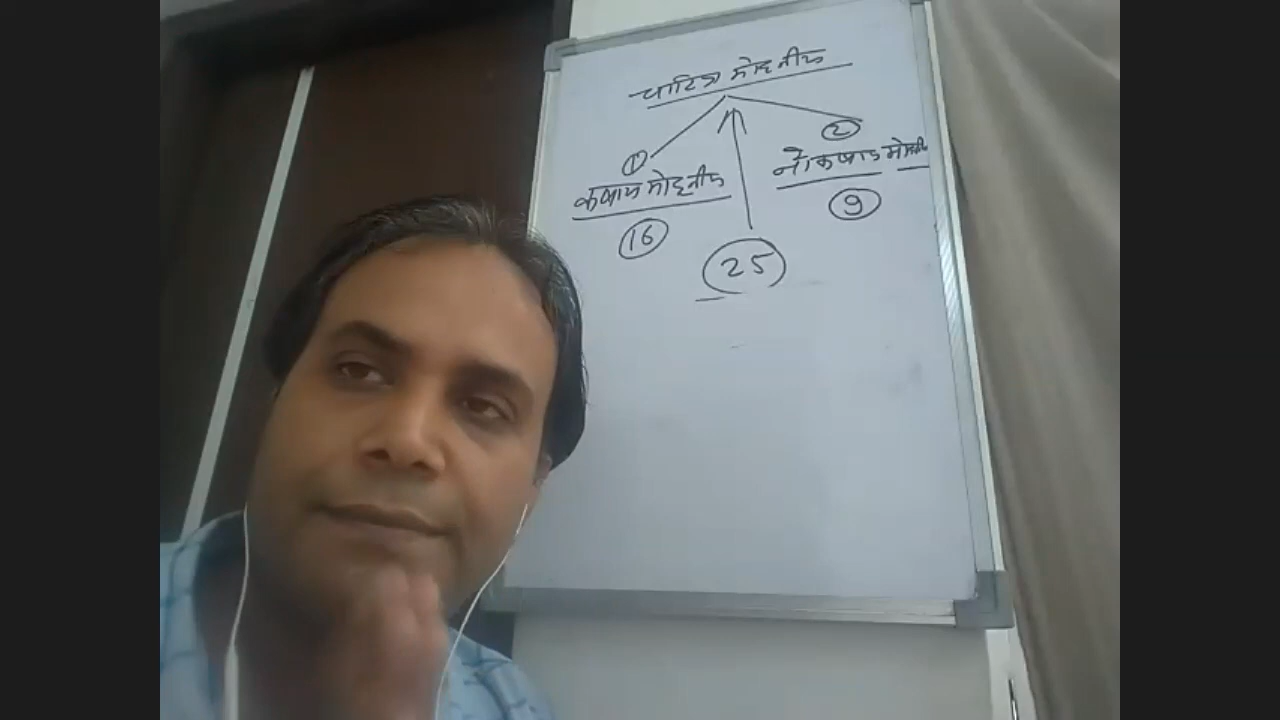 चारित्र मोहनीय
① ②
कषाय मोहनीय नोकषाय मोहनीय
16 9
25